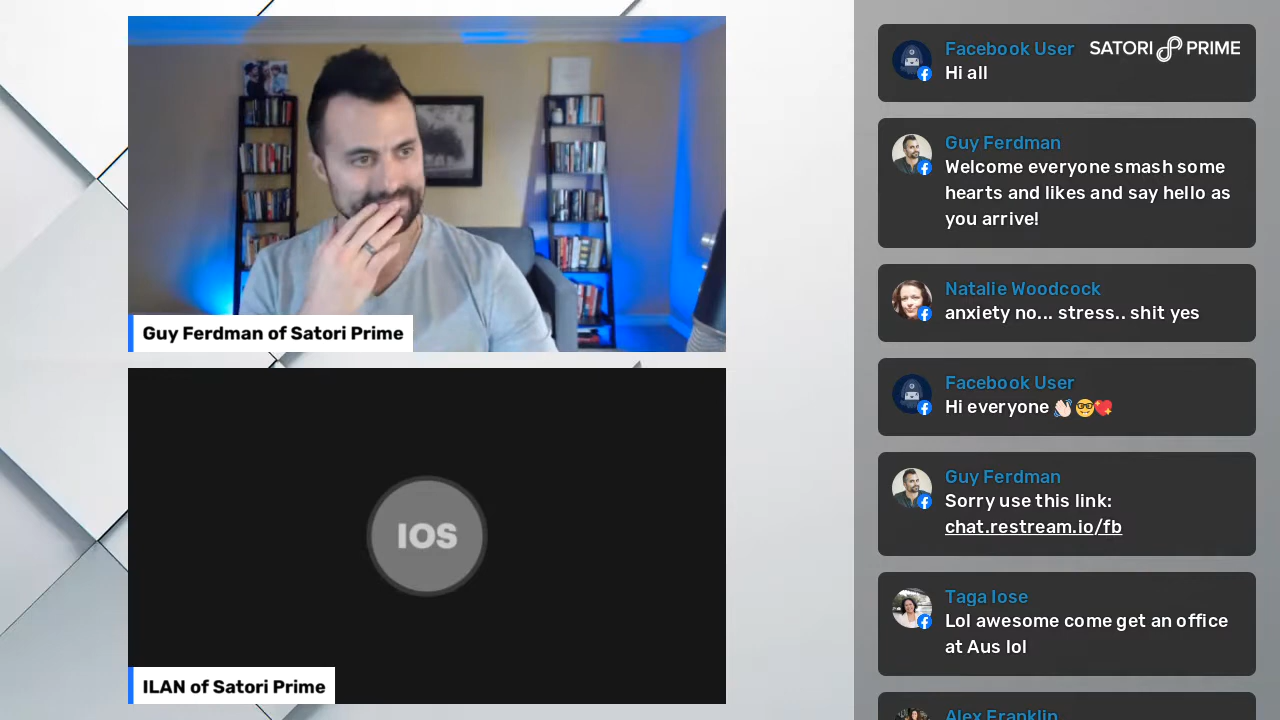 Guy Ferdman of Satori Prime
IOS
ILAN of Satori Prime
SATORI PRIME
Facebook User
Hi all
Guy Ferdman
Welcome everyone smash some
hearts and likes and say hello as
you arrive!
Natalie Woodcock
anxiety no... stress.. shit yes
Facebook User
Hi everyone 👋🏻🤓💖
Guy Ferdman
Sorry use this link:
chat.restream.io/fb
Taga Iose
Lol awesome come get an office
at Aus lol
Alex Franklin